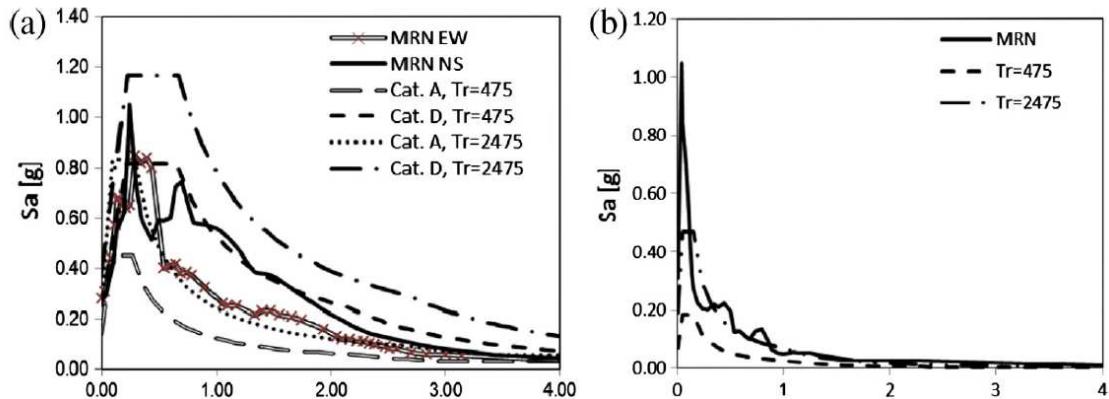 (a)
1.40
1.20
1.00
0.80
0.60
0.40
0.20
0.00
Sa [g]
0.00 1.00 2.00 3.00 4.00
MRN EW
MRN NS
Cat. A, Tr=475
Cat. D, Tr=475
Cat. A, Tr=2475
Cat. D, Tr=2475
(b)
1.20
1.00
0.80
0.60
0.40
0.20
0.00
Sa [g]
0 1 2 3 4
MRN
Tr=475
Tr=2475